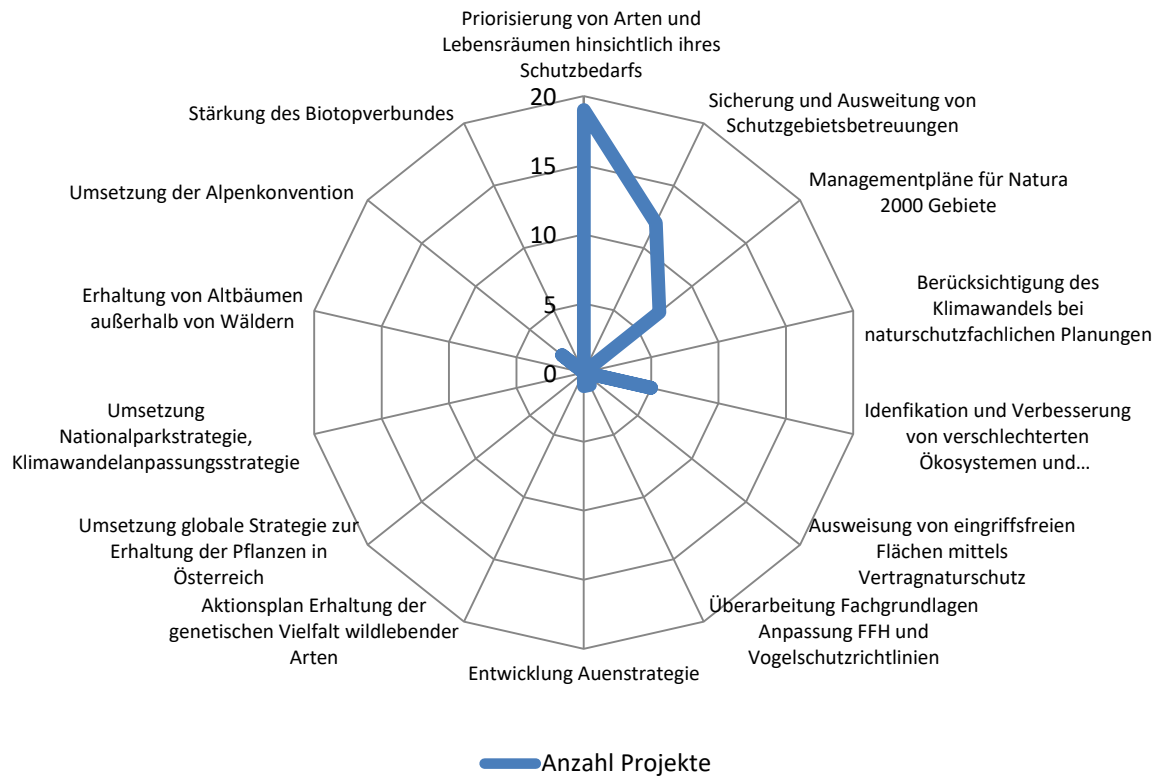 Priorisierung von Arten und
Lebensräumen hinsichtlich ihres
Schutzbedarfs
Sicherung und Ausweitung von
Schutzgebietsbetreuungen
Managementpläne für Natura
2000 Gebiete
Berücksichtigung des
Klimawandels bei
naturschutzfachlichen Planungen
Idenfikation und Verbesserung
von verschlechterten
Ökosystemen und…
Ausweisung von eingriffsfreien
Flächen mittels
Vertragnaturschutz
Überarbeitung Fachgrundlagen
Anpassung FFH und
Vogelschutzrichtlinien
Entwicklung Auenstrategie
Aktionsplan Erhaltung der
genetischen Vielfalt wildlebender
Arten
Umsetzung globale Strategie zur
Erhaltung der Pflanzen in
Österreich
Umsetzung
Nationalparkstrategie,
Klimawandelanpassungsstrategie
Erhaltung von Altbäumen
außerhalb von Wäldern
Umsetzung der Alpenkonvention
Stärkung des Biotopverbundes
20
15
10
5
0
Anzahl Projekte